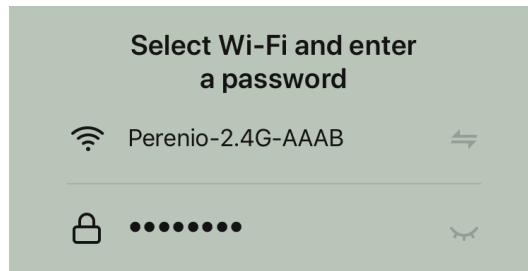 Select Wi-Fi and enter
a password
Perenio-2.4G-AAAB
••••••••